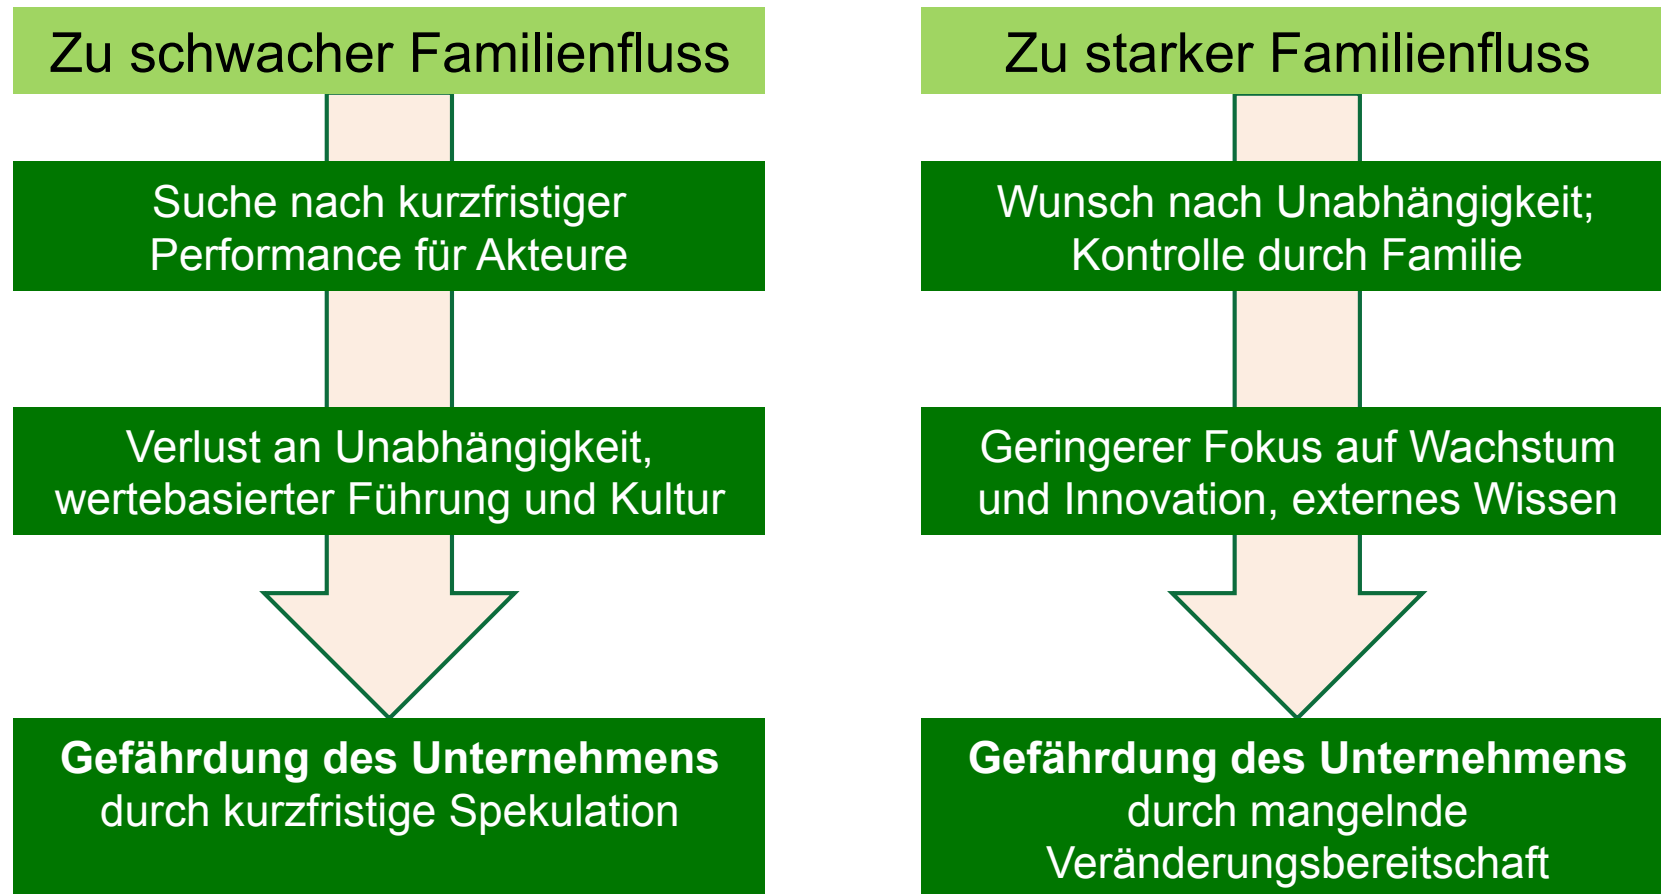 Zu schwacher Familienfluss
Suche nach kurzfristiger
Performance für Akteure
Verlust an Unabhängigkeit,
wertebasierter Führung und Kultur
Gefährdung des Unternehmens
durch kurzfristige Spekulation
Zu starker Familienfluss
Wunsch nach Unabhängigkeit;
Kontrolle durch Familie
Geringerer Fokus auf Wachstum
und Innovation, externes Wissen
Gefährdung des Unternehmens
durch mangelnde
Veränderungsbereitschaft